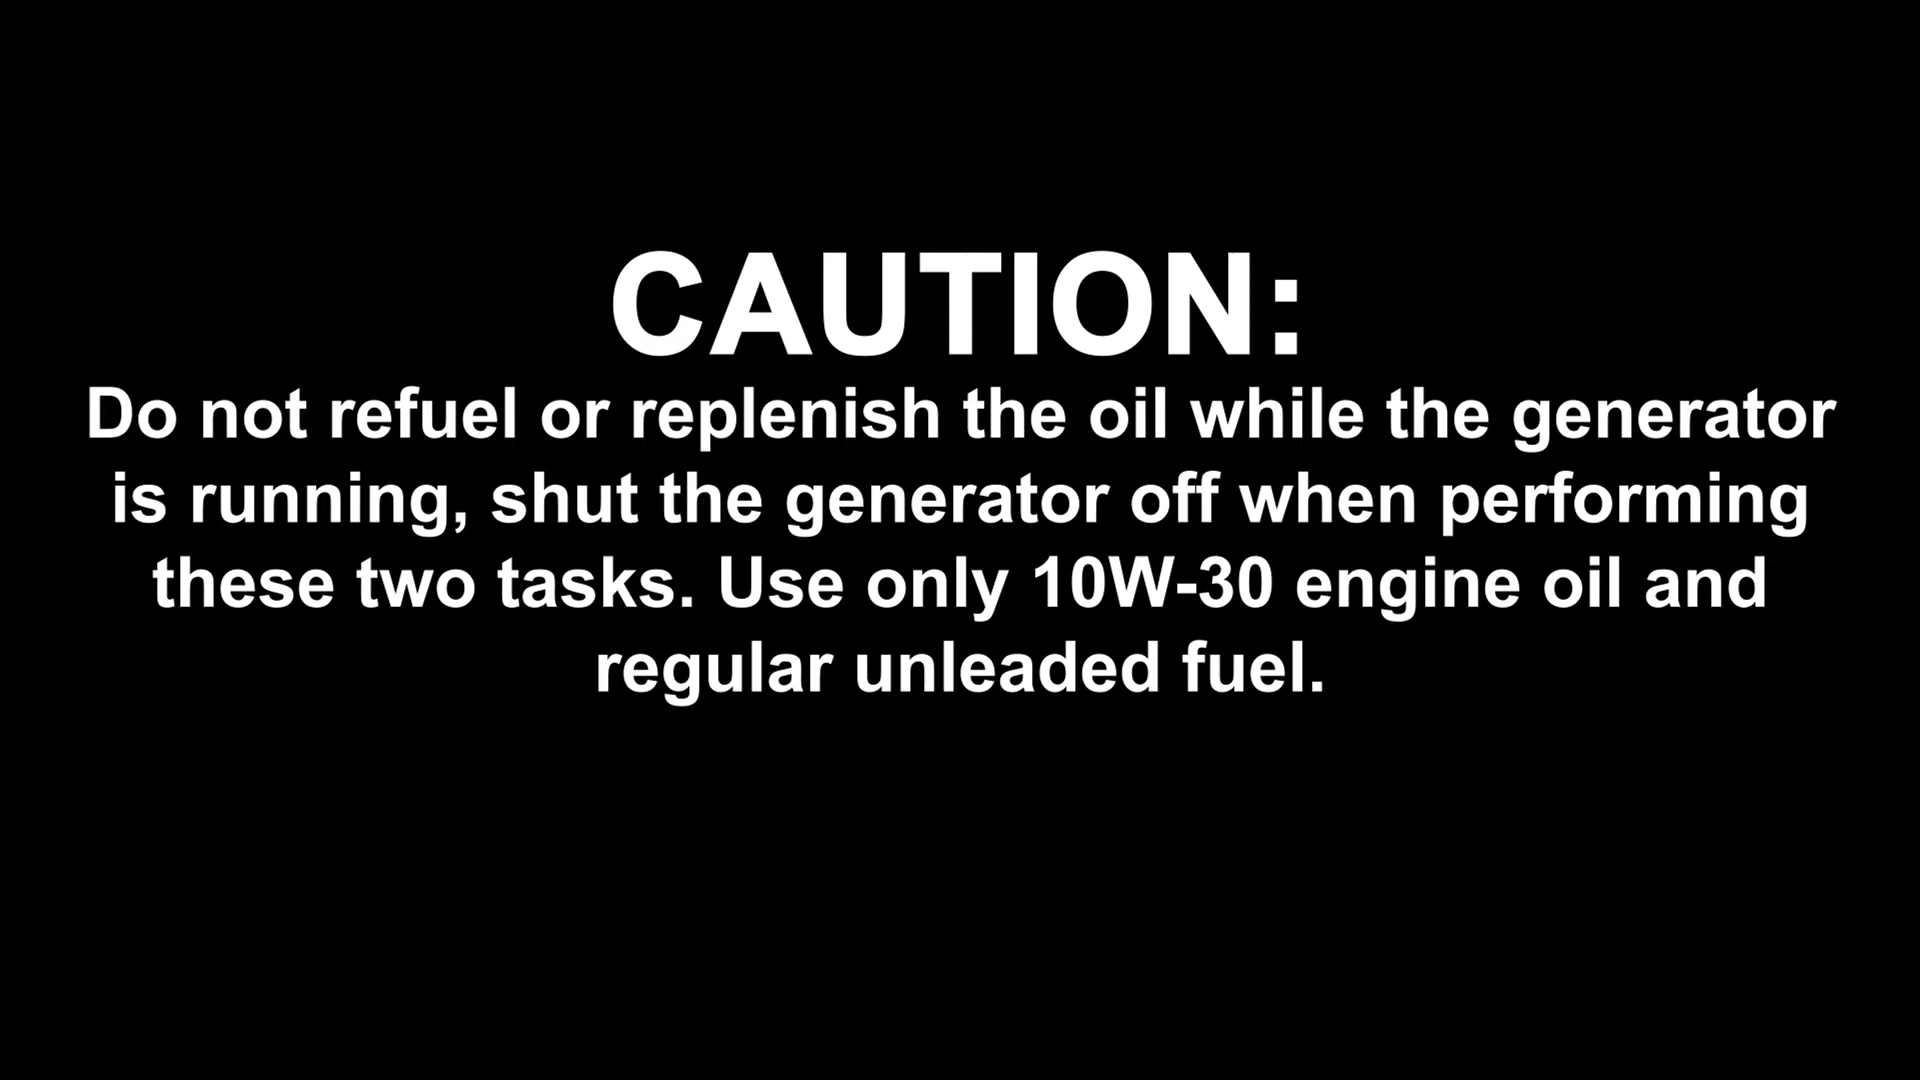 CAUTION:
Do not refuel or replenish the oil while the generator
is running, shut the generator off when performing
these two tasks. Use only 10W-30 engine oil and
regular unleaded fuel.